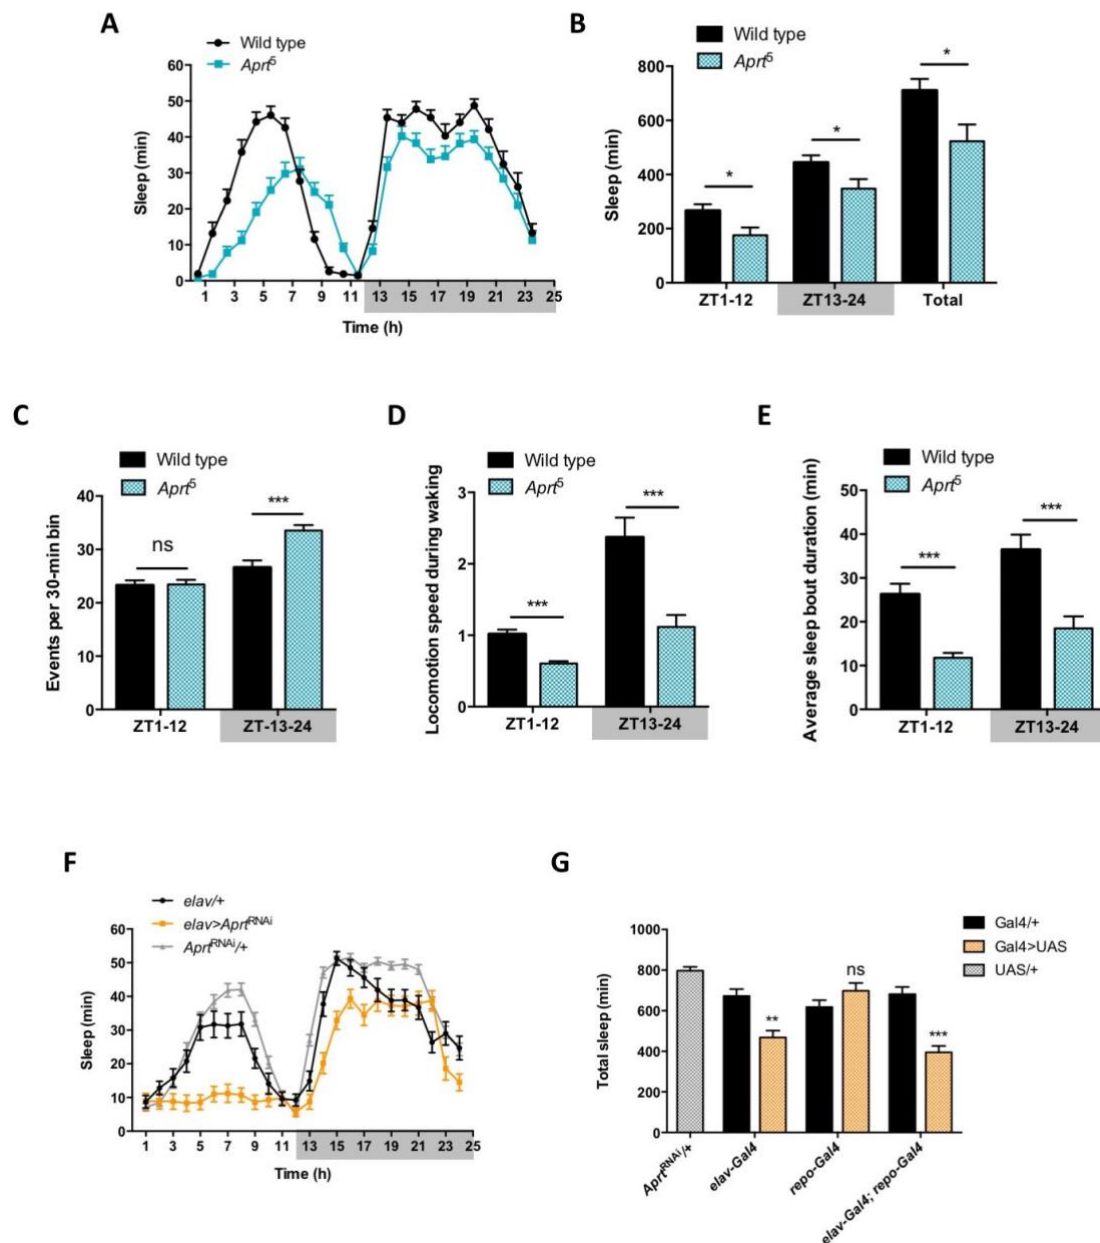 A
Wild type
Aprt⁵
Sleep (min)
60
50
40
30
20
10
0
1 3 5 7 9 11 13 15 17 19 21 23 25
Time (h)
B
Wild type
Aprt⁵
Sleep (min)
800
600
400
200
0
* * *
ZT1-12 ZT13-24 Total
C
Wild type
Aprt⁵
Events per 30-min bin
40
30
20
10
0
ns ***
ZT1-12 ZT-13-24
D
Wild type
Aprt⁵
Locomotion speed during waking
3
2
1
0
*** ***
ZT1-12 ZT13-24
E
Wild type
Aprt⁵
Average sleep bout duration (min)
50
40
30
20
10
0
*** ***
ZT1-12 ZT13-24
F
elav/+
elav>Aprtᴿᴺᴬⁱ
Aprtᴿᴺᴬⁱ/+
Sleep (min)
60
50
40
30
20
10
0
1 3 5 7 9 11 13 15 17 19 21 23 25
Time (h)
G
Gal4/+
Gal4>UAS
UAS/+
Total sleep (min)
1000
800
600
400
200
0
** ns ***
Aprtᴿᴺᴬⁱ/+
elav-Gal4
repo-Gal4
elav-Gal4; repo-Gal4